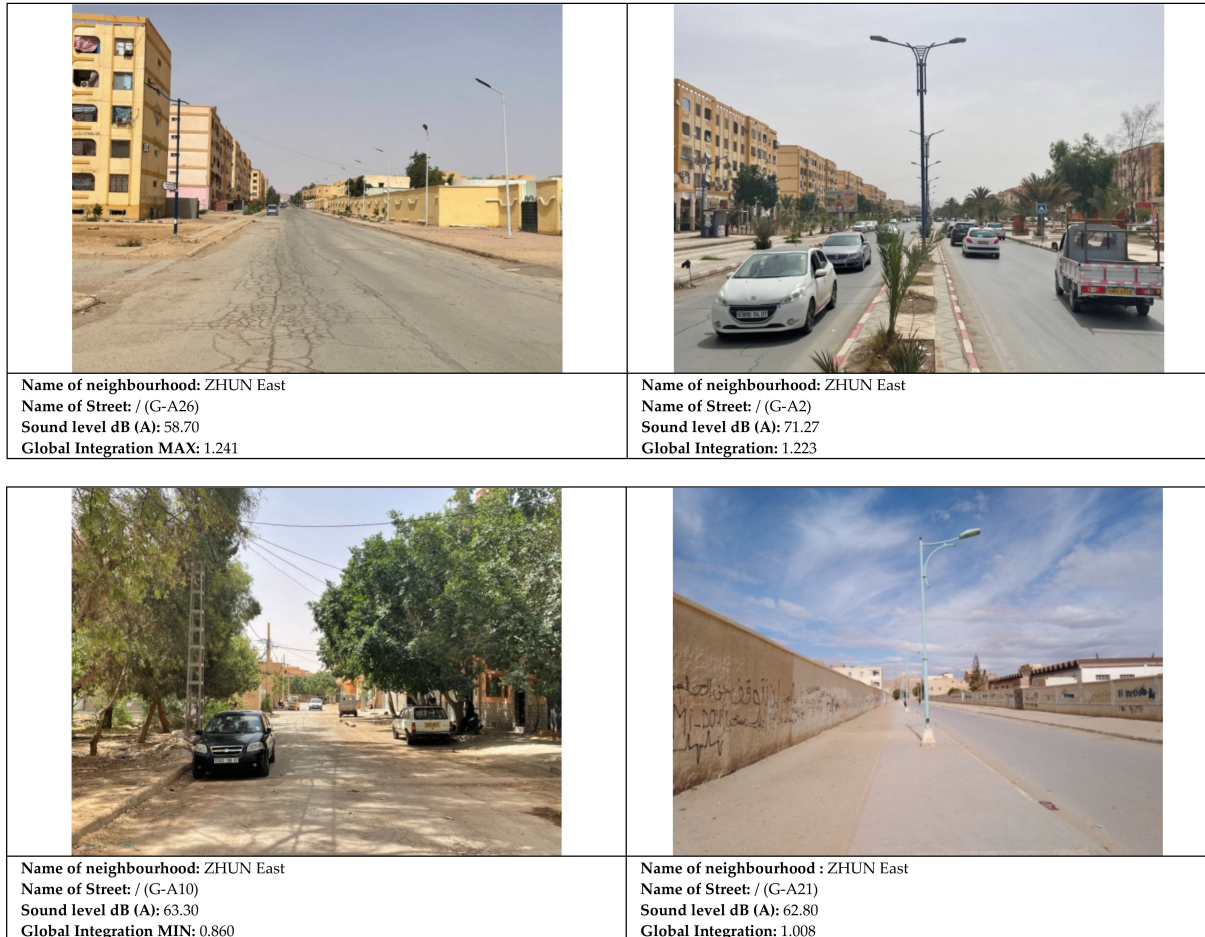 Name of neighbourhood: ZHUN East
Name of Street: / (G-A26)
Sound level dB (A): 58.70
Global Integration MAX: 1.241
Name of neighbourhood: ZHUN East
Name of Street: / (G-A2)
Sound level dB (A): 71.27
Global Integration: 1.223
Name of neighbourhood: ZHUN East
Name of Street: / (G-A10)
Sound level dB (A): 63.30
Global Integration MIN: 0.860
Name of neighbourhood : ZHUN East
Name of Street: / (G-A21)
Sound level dB (A): 62.80
Global Integration: 1.008